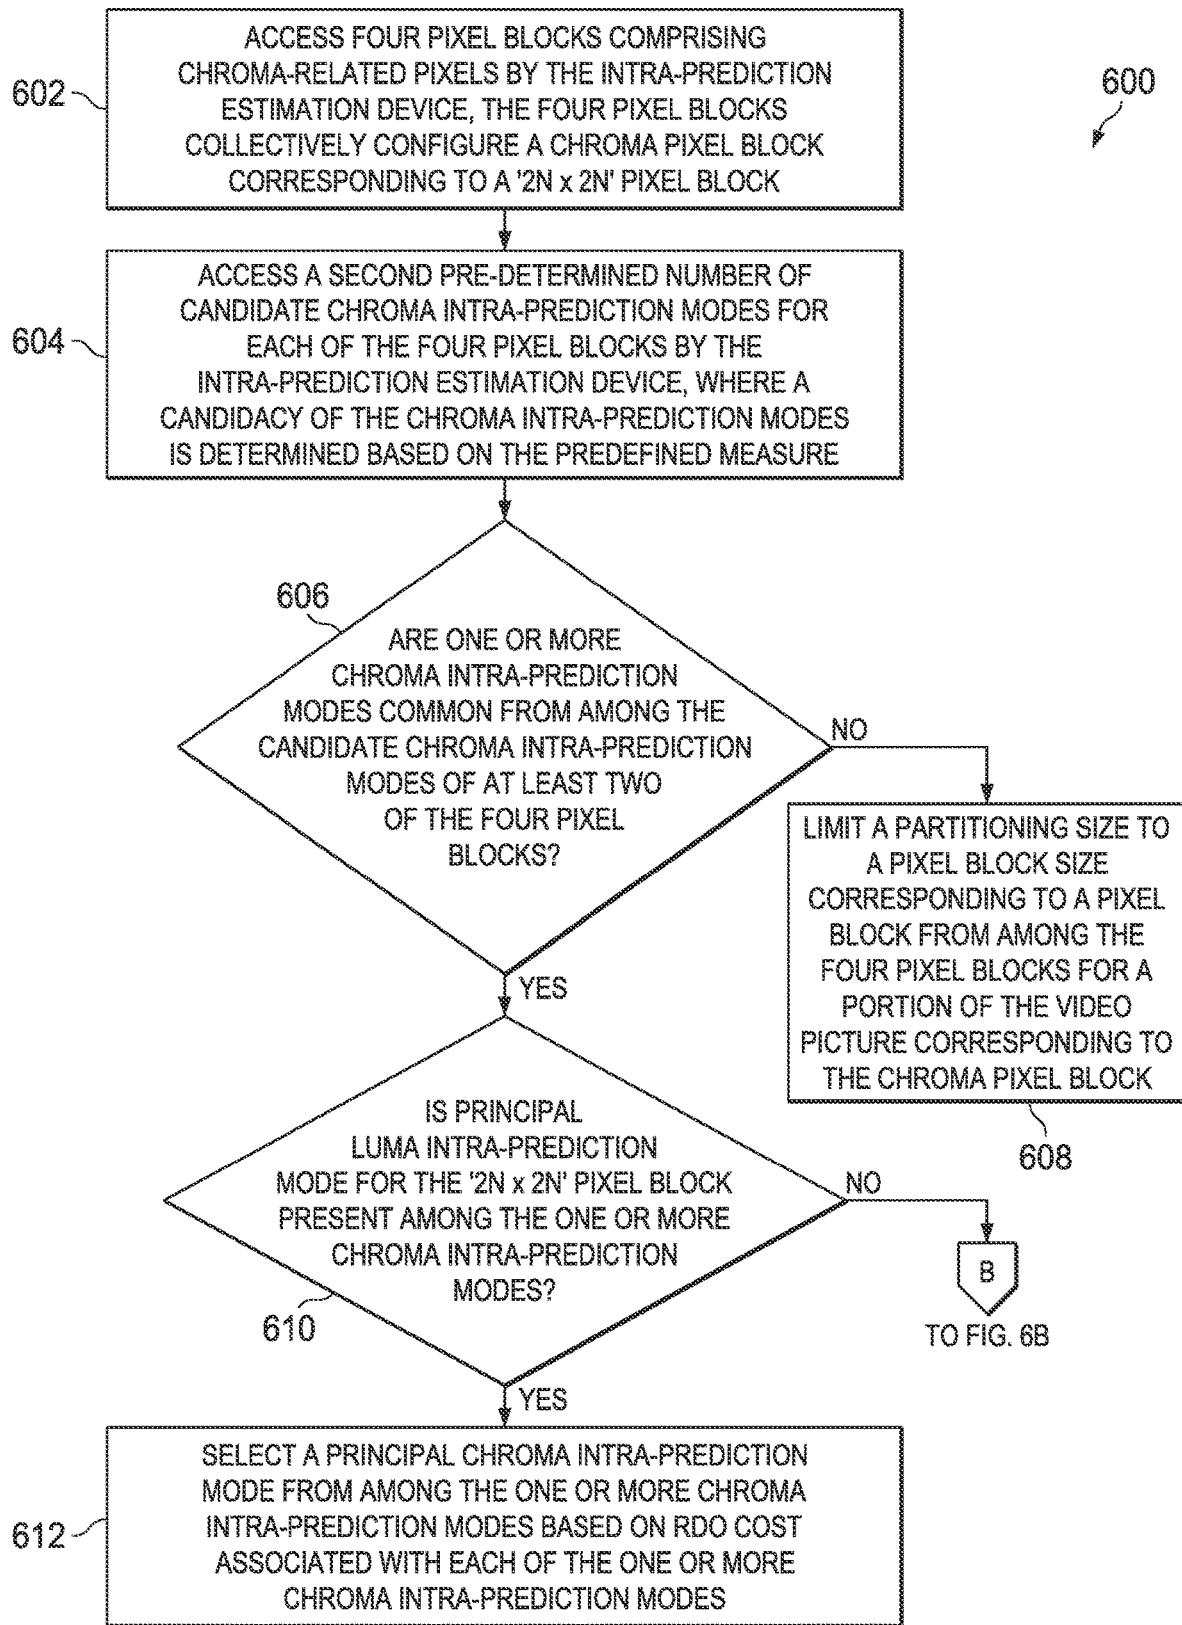 600
602
ACCESS FOUR PIXEL BLOCKS COMPRISING
CHROMA-RELATED PIXELS BY THE INTRA-PREDICTION
ESTIMATION DEVICE, THE FOUR PIXEL BLOCKS
COLLECTIVELY CONFIGURE A CHROMA PIXEL BLOCK
CORRESPONDING TO A '2N x 2N' PIXEL BLOCK
604
ACCESS A SECOND PRE-DETERMINED NUMBER OF
CANDIDATE CHROMA INTRA-PREDICTION MODES FOR
EACH OF THE FOUR PIXEL BLOCKS BY THE
INTRA-PREDICTION ESTIMATION DEVICE, WHERE A
CANDIDACY OF THE CHROMA INTRA-PREDICTION MODES
IS DETERMINED BASED ON THE PREDEFINED MEASURE
606
ARE ONE OR MORE
CHROMA INTRA-PREDICTION
MODES COMMON FROM AMONG THE
CANDIDATE CHROMA INTRA-PREDICTION
MODES OF AT LEAST TWO
OF THE FOUR PIXEL
BLOCKS?
NO
LIMIT A PARTITIONING SIZE TO
A PIXEL BLOCK SIZE
CORRESPONDING TO A PIXEL
BLOCK FROM AMONG THE
FOUR PIXEL BLOCKS FOR A
PORTION OF THE VIDEO
PICTURE CORRESPONDING TO
THE CHROMA PIXEL BLOCK
608
YES
IS PRINCIPAL
LUMA INTRA-PREDICTION
MODE FOR THE '2N x 2N' PIXEL BLOCK
PRESENT AMONG THE ONE OR MORE
CHROMA INTRA-PREDICTION
MODES?
610
NO
B
TO FIG. 6B
YES
612
SELECT A PRINCIPAL CHROMA INTRA-PREDICTION
MODE FROM AMONG THE ONE OR MORE CHROMA
INTRA-PREDICTION MODES BASED ON RDO COST
ASSOCIATED WITH EACH OF THE ONE OR MORE
CHROMA INTRA-PREDICTION MODES